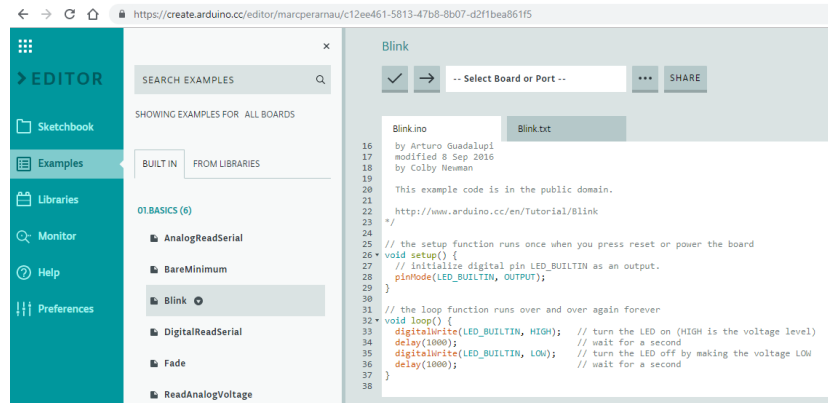 https://create.arduino.cc/editor/marcperarnau/c12ee461-5813-47b8-8b07-d2f1bea861f5
×
EDITOR
Sketchbook
Examples
Libraries
Monitor
Help
Preferences
SEARCH EXAMPLES
SHOWING EXAMPLES FOR ALL BOARDS
BUILT IN FROM LIBRARIES
01.BASICS (6)
AnalogReadSerial
BareMinimum
Blink
DigitalReadSerial
Fade
ReadAnalogVoltage
Blink
-- Select Board or Port -- ••• SHARE
Blink.ino Blink.txt
16 by Arturo Guadalupi
17 modified 8 Sep 2016
18 by Colby Newman
19
20 This example code is in the public domain.
21
22 http://www.arduino.cc/en/Tutorial/Blink
23 */
24
25 // the setup function runs once when you press reset or power the board
26 void setup() {
27 // initialize digital pin LED_BUILTIN as an output.
28 pinMode(LED_BUILTIN, OUTPUT);
29 }
30
31 // the loop function runs over and over again forever
32 void loop() {
33 digitalWrite(LED_BUILTIN, HIGH); // turn the LED on (HIGH is the voltage level)
34 delay(1000); // wait for a second
35 digitalWrite(LED_BUILTIN, LOW); // turn the LED off by making the voltage LOW
36 delay(1000); // wait for a second
37 }
38